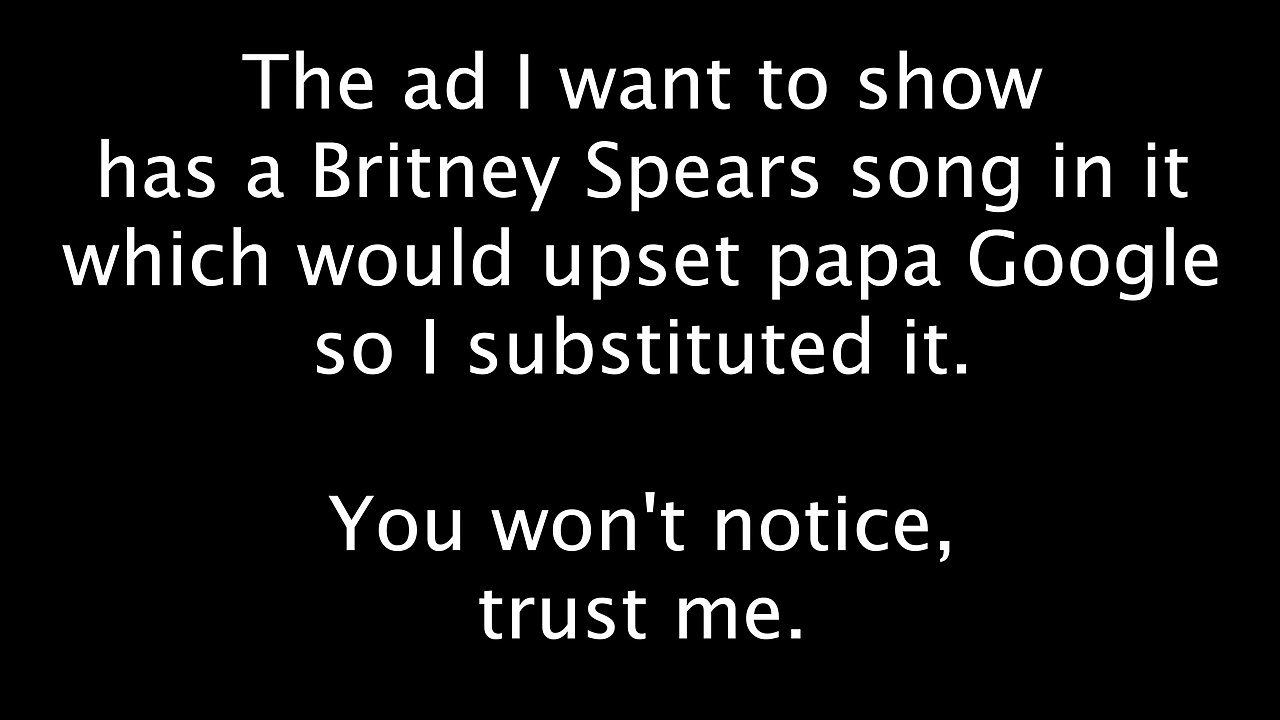 The ad I want to show
has a Britney Spears song in it
which would upset papa Google
so I substituted it.
You won't notice,
trust me.